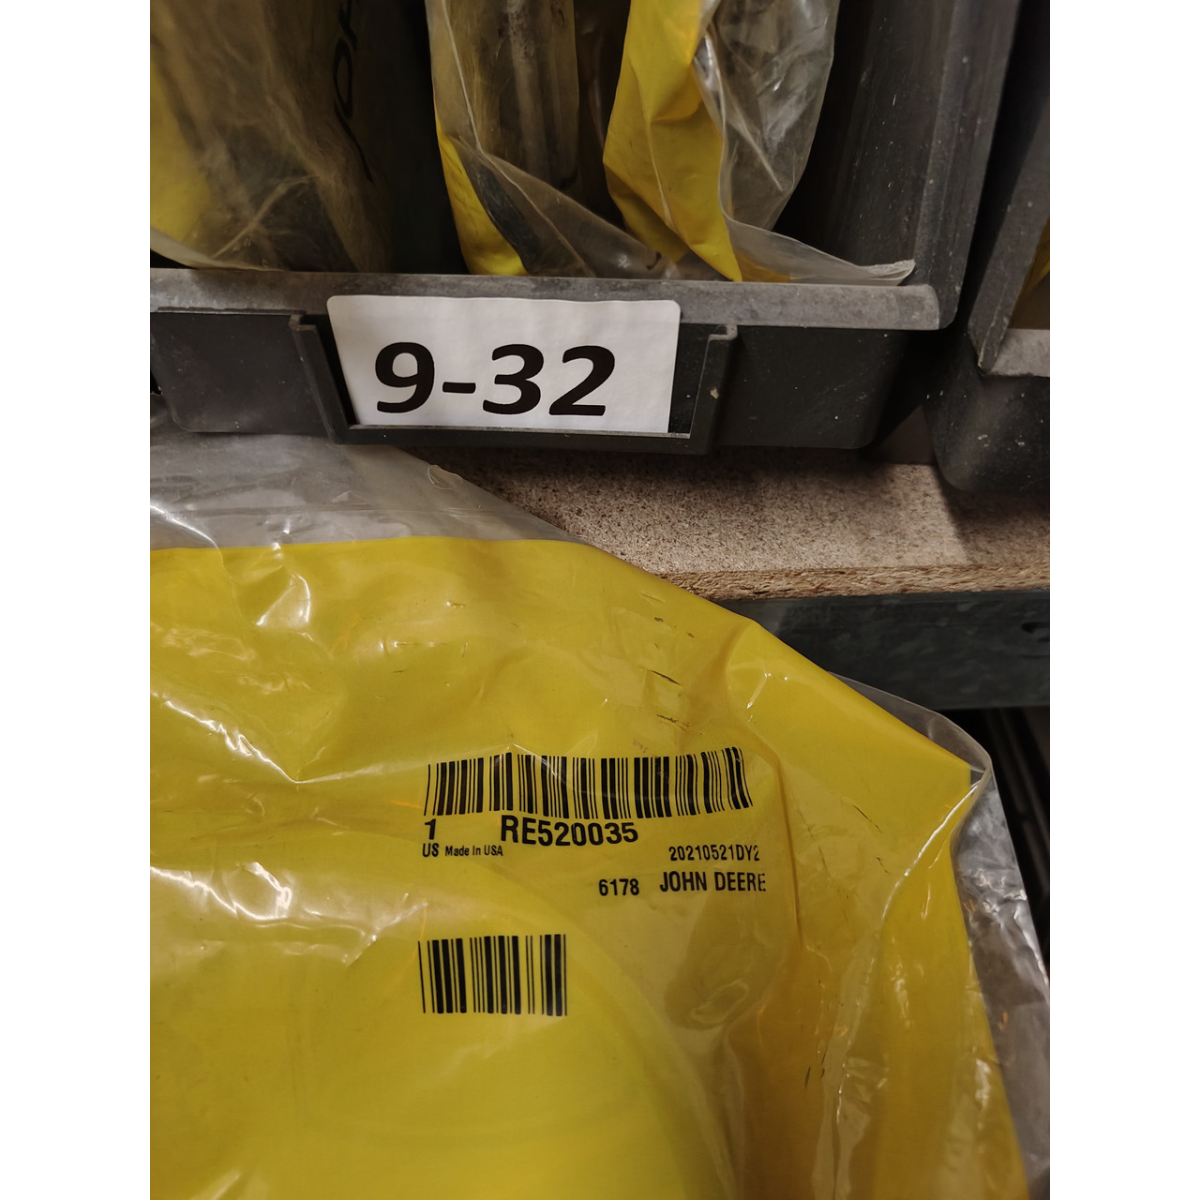 9-32
1 RE520035
US Made In USA 20210521DY2
6178 JOHN DEERE